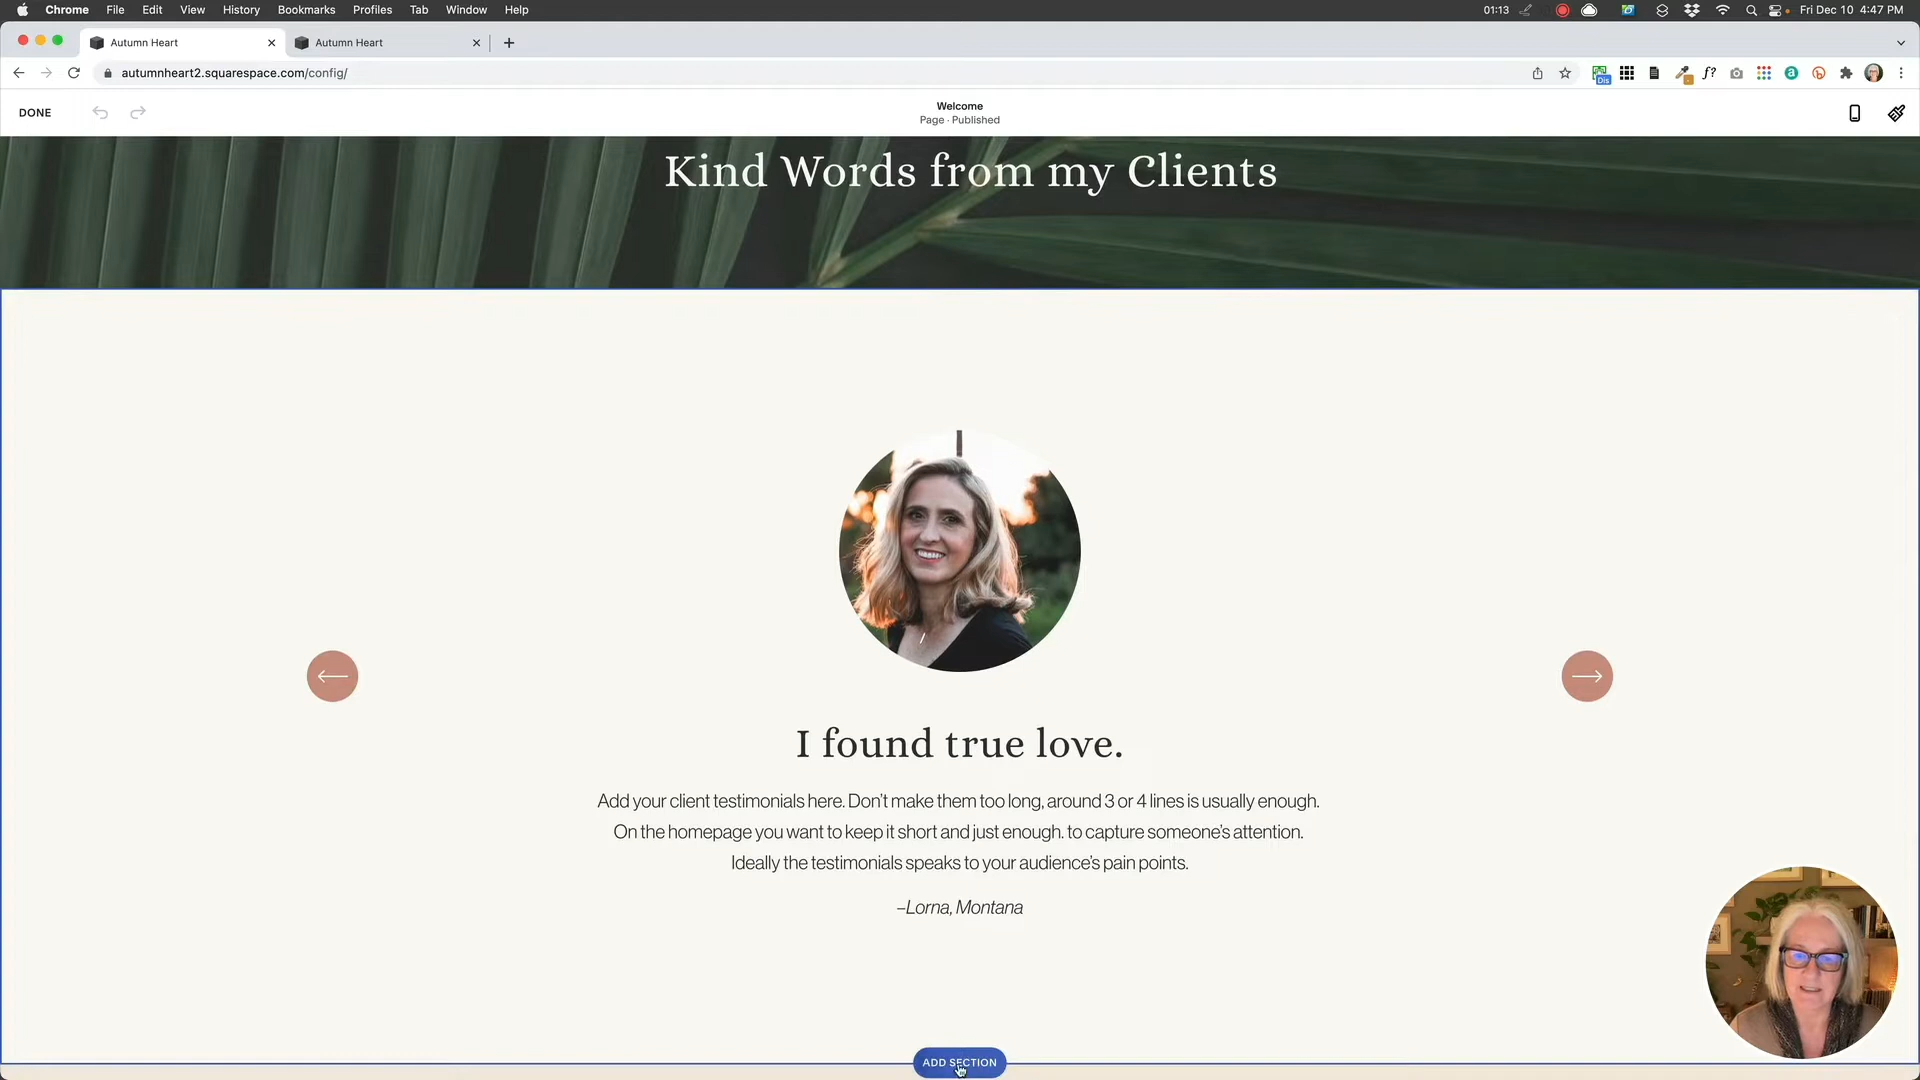 Chrome File Edit View History Bookmarks Profiles Tab Window Help 01:13 Fri Dec 10 4:47 PM
Autumn Heart Autumn Heart
autumnheart2.squarespace.com/config/
Dis
f?
a
DONE
Welcome
Page · Published
Kind Words from my Clients
I found true love.
Add your client testimonials here. Don't make them too long, around 3 or 4 lines is usually enough.
On the homepage you want to keep it short and just enough. to capture someone's attention.
Ideally the testimonials speaks to your audience's pain points.
–Lorna, Montana
ADD SECTION